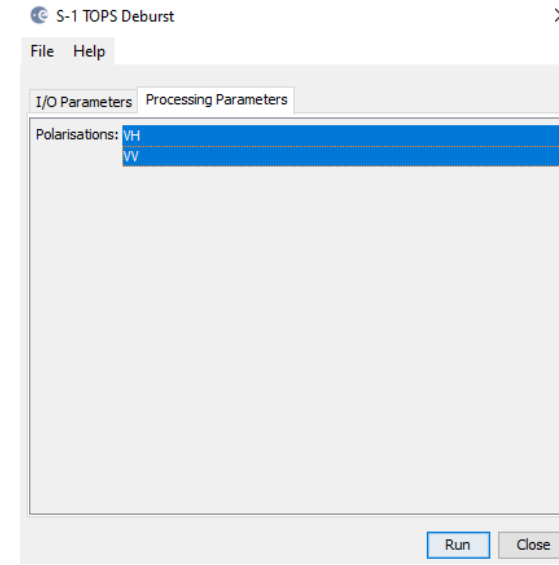 S-1 TOPS Deburst
File Help
I/O Parameters Processing Parameters
Polarisations: VH
VV
Run Close